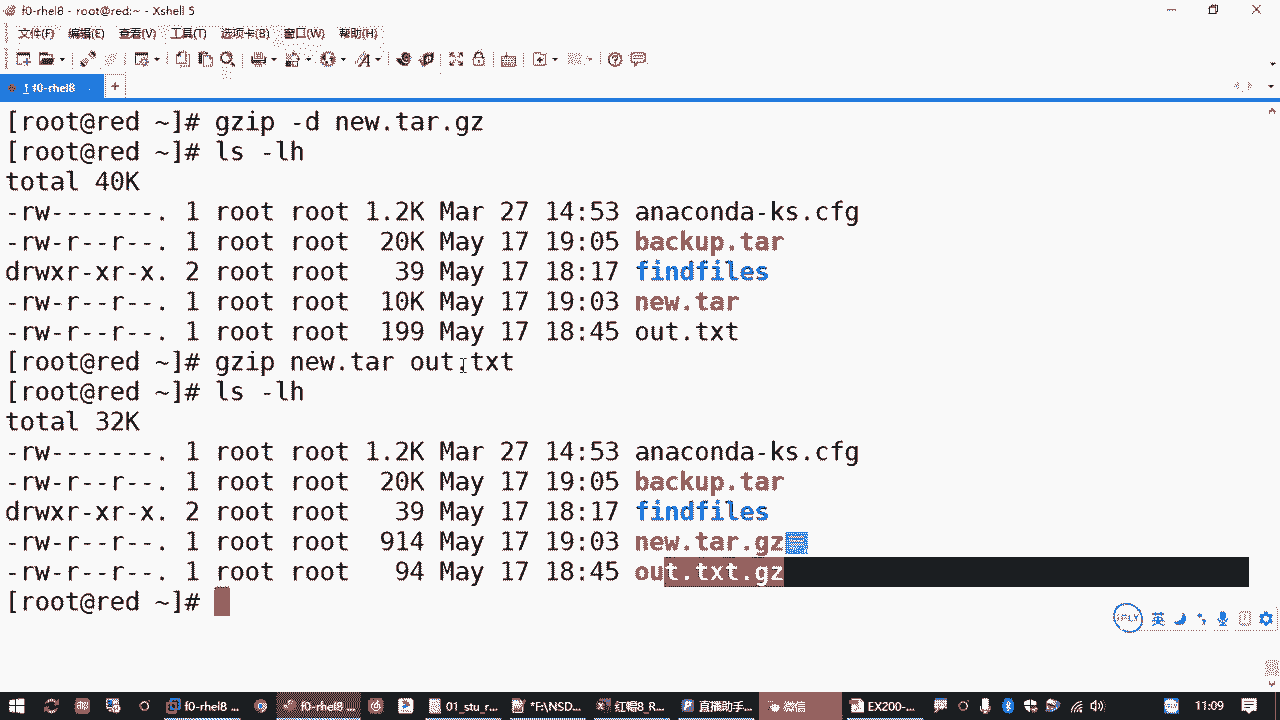 f0-rhel8 - root@red:~ - Xshell 5
文件(F) 编辑(E) 查看(V) 工具(T) 选项卡(B) 窗口(W) 帮助(H)
1 f0-rhel8 +
[root@red ~]# gzip -d new.tar.gz
[root@red ~]# ls -lh
total 40K
-rw-------. 1 root root 1.2K Mar 27 14:53 anaconda-ks.cfg
-rw-r--r--. 1 root root  20K May 17 19:05 backup.tar
drwxr-xr-x. 2 root root   39 May 17 18:17 findfiles
-rw-r--r--. 1 root root  10K May 17 19:03 new.tar
-rw-r--r--. 1 root root  199 May 17 18:45 out.txt
[root@red ~]# gzip new.tar out.txt
[root@red ~]# ls -lh
total 32K
-rw-------. 1 root root 1.2K Mar 27 14:53 anaconda-ks.cfg
-rw-r--r--. 1 root root  20K May 17 19:05 backup.tar
drwxr-xr-x. 2 root root   39 May 17 18:17 findfiles
-rw-r--r--. 1 root root  914 May 17 19:03 new.tar.gz
-rw-r--r--. 1 root root   94 May 17 18:45 out.txt.gz
[root@red ~]#
iFLY 英
f0-rhel8 ... f0-rhel8 ... 01_stu_r... *F:\NSD... 红帽8_R... 直播助手... 微信 EX200-... 11:09